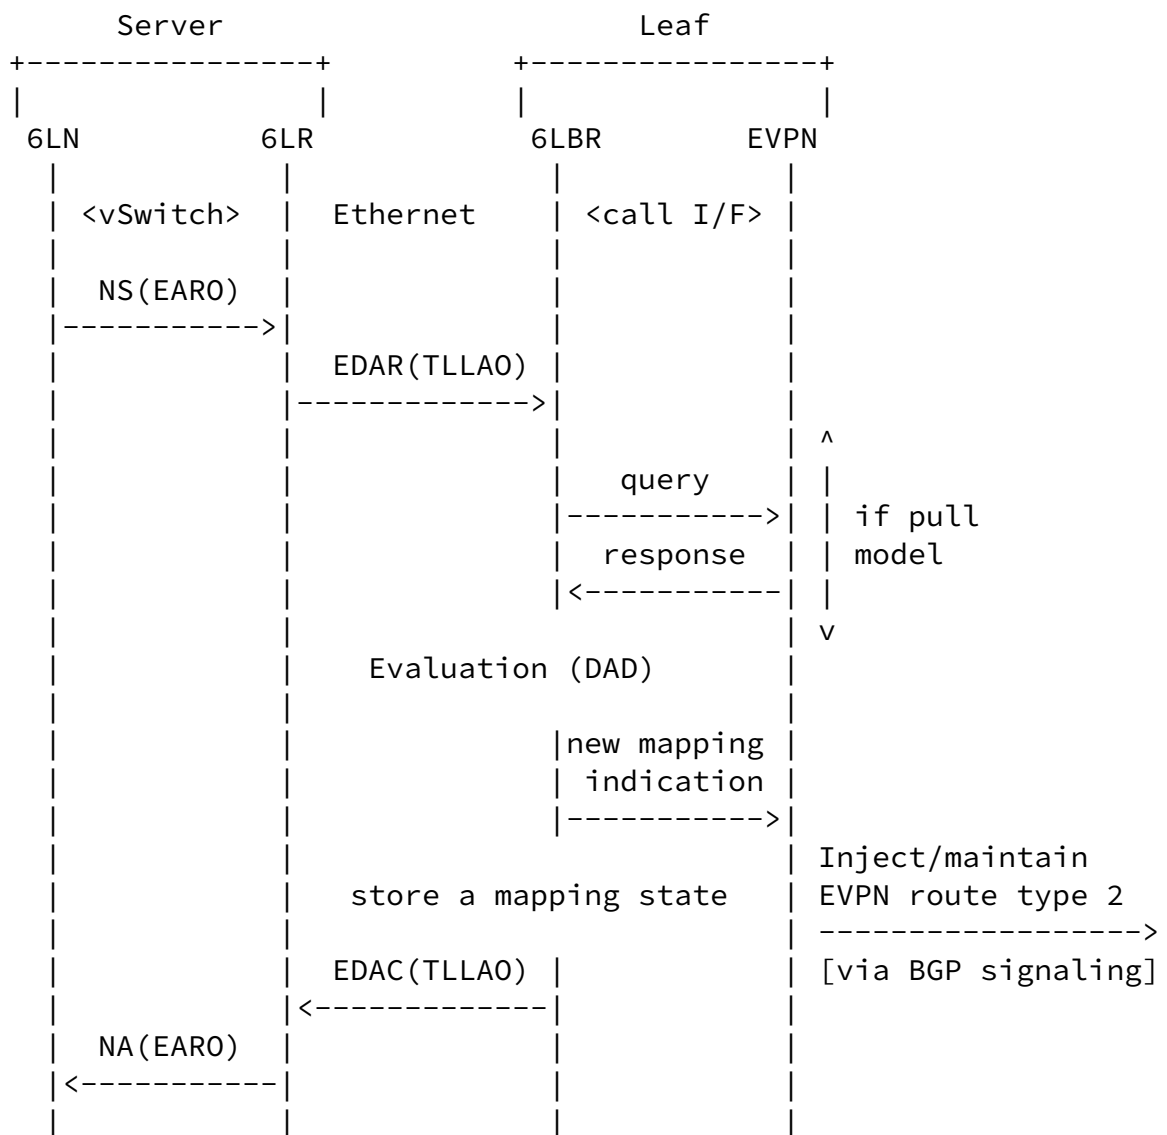 Server Leaf
6LN 6LR 6LBR EVPN
<vSwitch> Ethernet <call I/F>
NS(EARO)
EDAR(TLLAO)
query
if pull
response model
Evaluation (DAD)
new mapping
indication
Inject/maintain
store a mapping state EVPN route type 2
EDAC(TLLAO) [via BGP signaling]
NA(EARO)